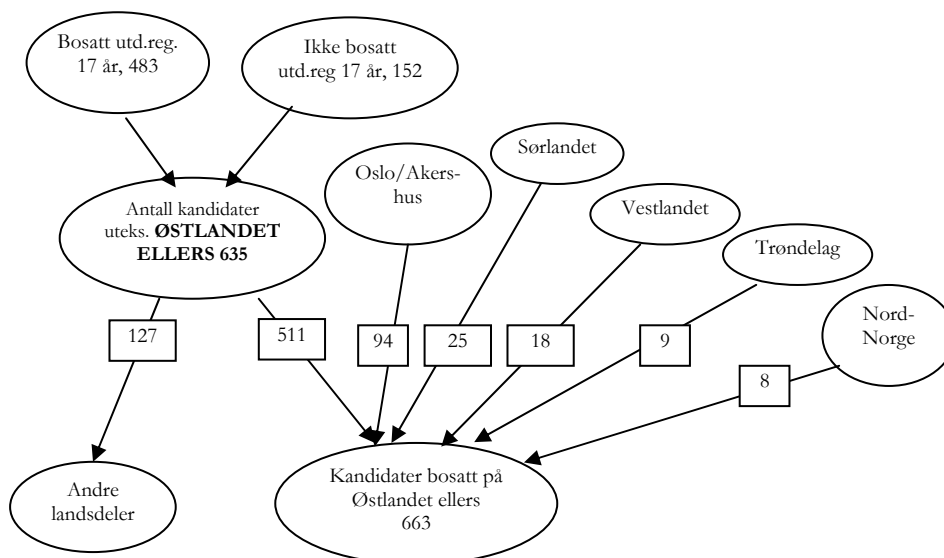 Bosatt utd.reg.
17 år, 483
Ikke bosatt
utd.reg 17 år, 152
Sørlandet
Oslo/Akers-
hus
Vestlandet
Antall kandidater
uteks. ØSTLANDET
ELLERS 635
Trøndelag
Nord-
Norge
127
511
94
25
18
9
8
Andre
landsdeler
Kandidater bosatt på
Østlandet ellers
663